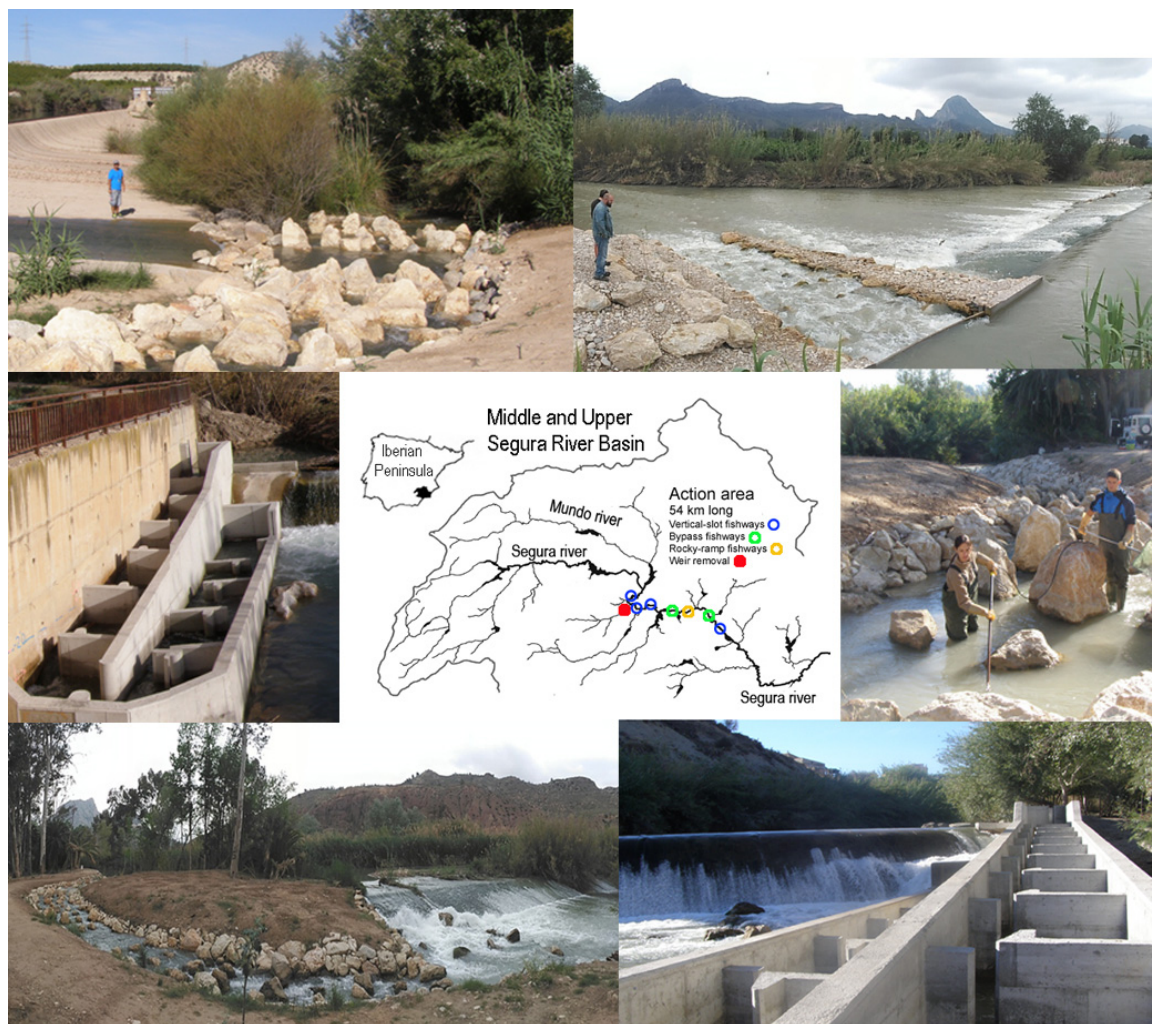 Middle and Upper
Segura River Basin
Iberian
Peninsula
Mundo river
Segura river
Action area
54 km long
Vertical-slot fishways
Bypass fishways
Rocky-ramp fishways
Weir removal
Segura river